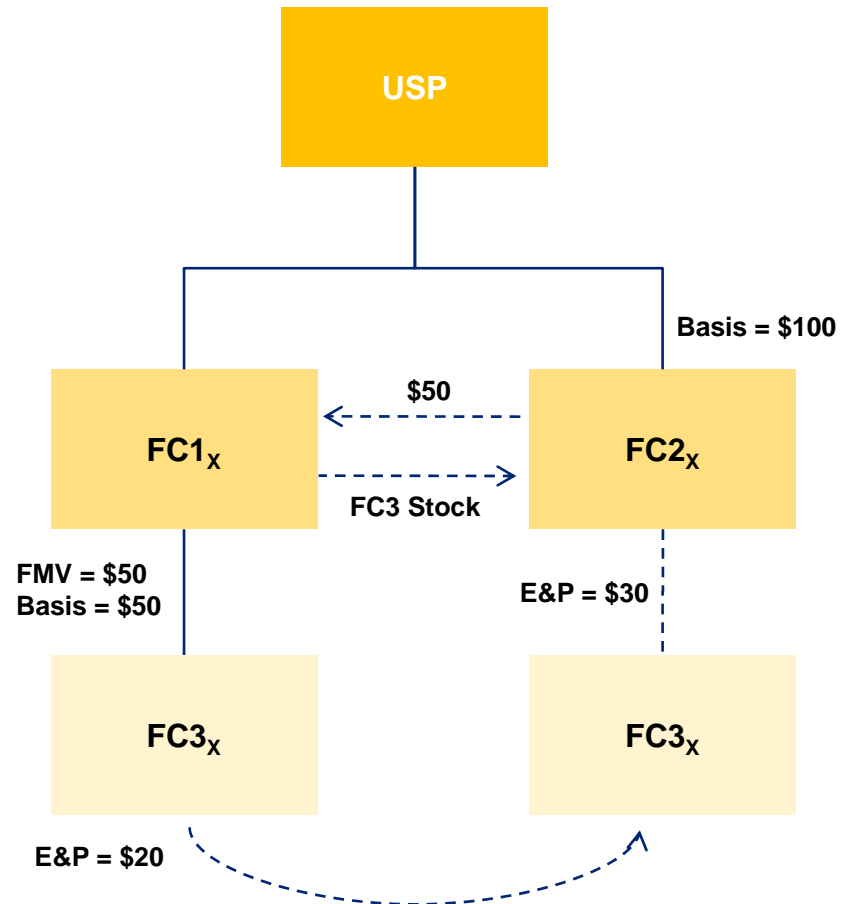 USP
Basis = $100
$50
FC1X
FC2X
FC3 Stock
FMV = $50
Basis = $50
E&P = $30
FC3X
FC3X
E&P = $20